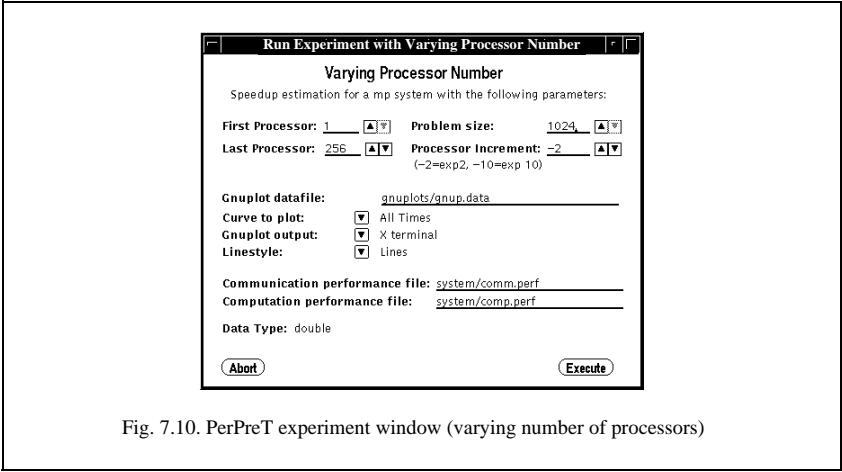 Run Experiment with Varying Processor Number
Varying Processor Number
Speedup estimation for a mp system with the following parameters:
First Processor: 1 Problem size: 1024
Last Processor: 256 Processor Increment: -2
(-2=exp2, -10=exp 10)
Gnuplot datafile: gnuplots/gnup.data
Curve to plot: All Times
Gnuplot output: X terminal
Linestyle: Lines
Communication performance file: system/comm.perf
Computation performance file: system/comp.perf
Data Type: double
Abort Execute
Fig. 7.10. PerPreT experiment window (varying number of processors)